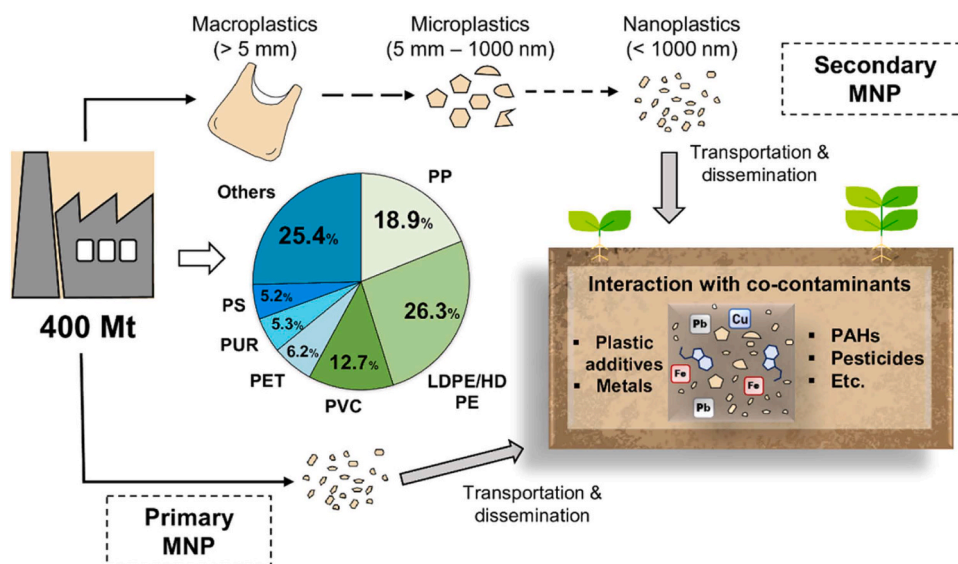 Macroplastics
(> 5 mm)
Microplastics
(5 mm – 1000 nm)
Nanoplastics
(< 1000 nm)
Secondary
MNP
Transportation &
dissemination
400 Mt
Others
25.4%
PP
18.9%
PS
5.2%
26.3%
PUR
5.3%
PET
6.2%
PVC
12.7%
LDPE/HD
PE
Interaction with co-contaminants
▪ Plastic
additives
▪ Metals
Pb
Cu
Fe
Fe
Pb
▪ PAHs
▪ Pesticides
▪ Etc.
Primary
MNP
Transportation &
dissemination